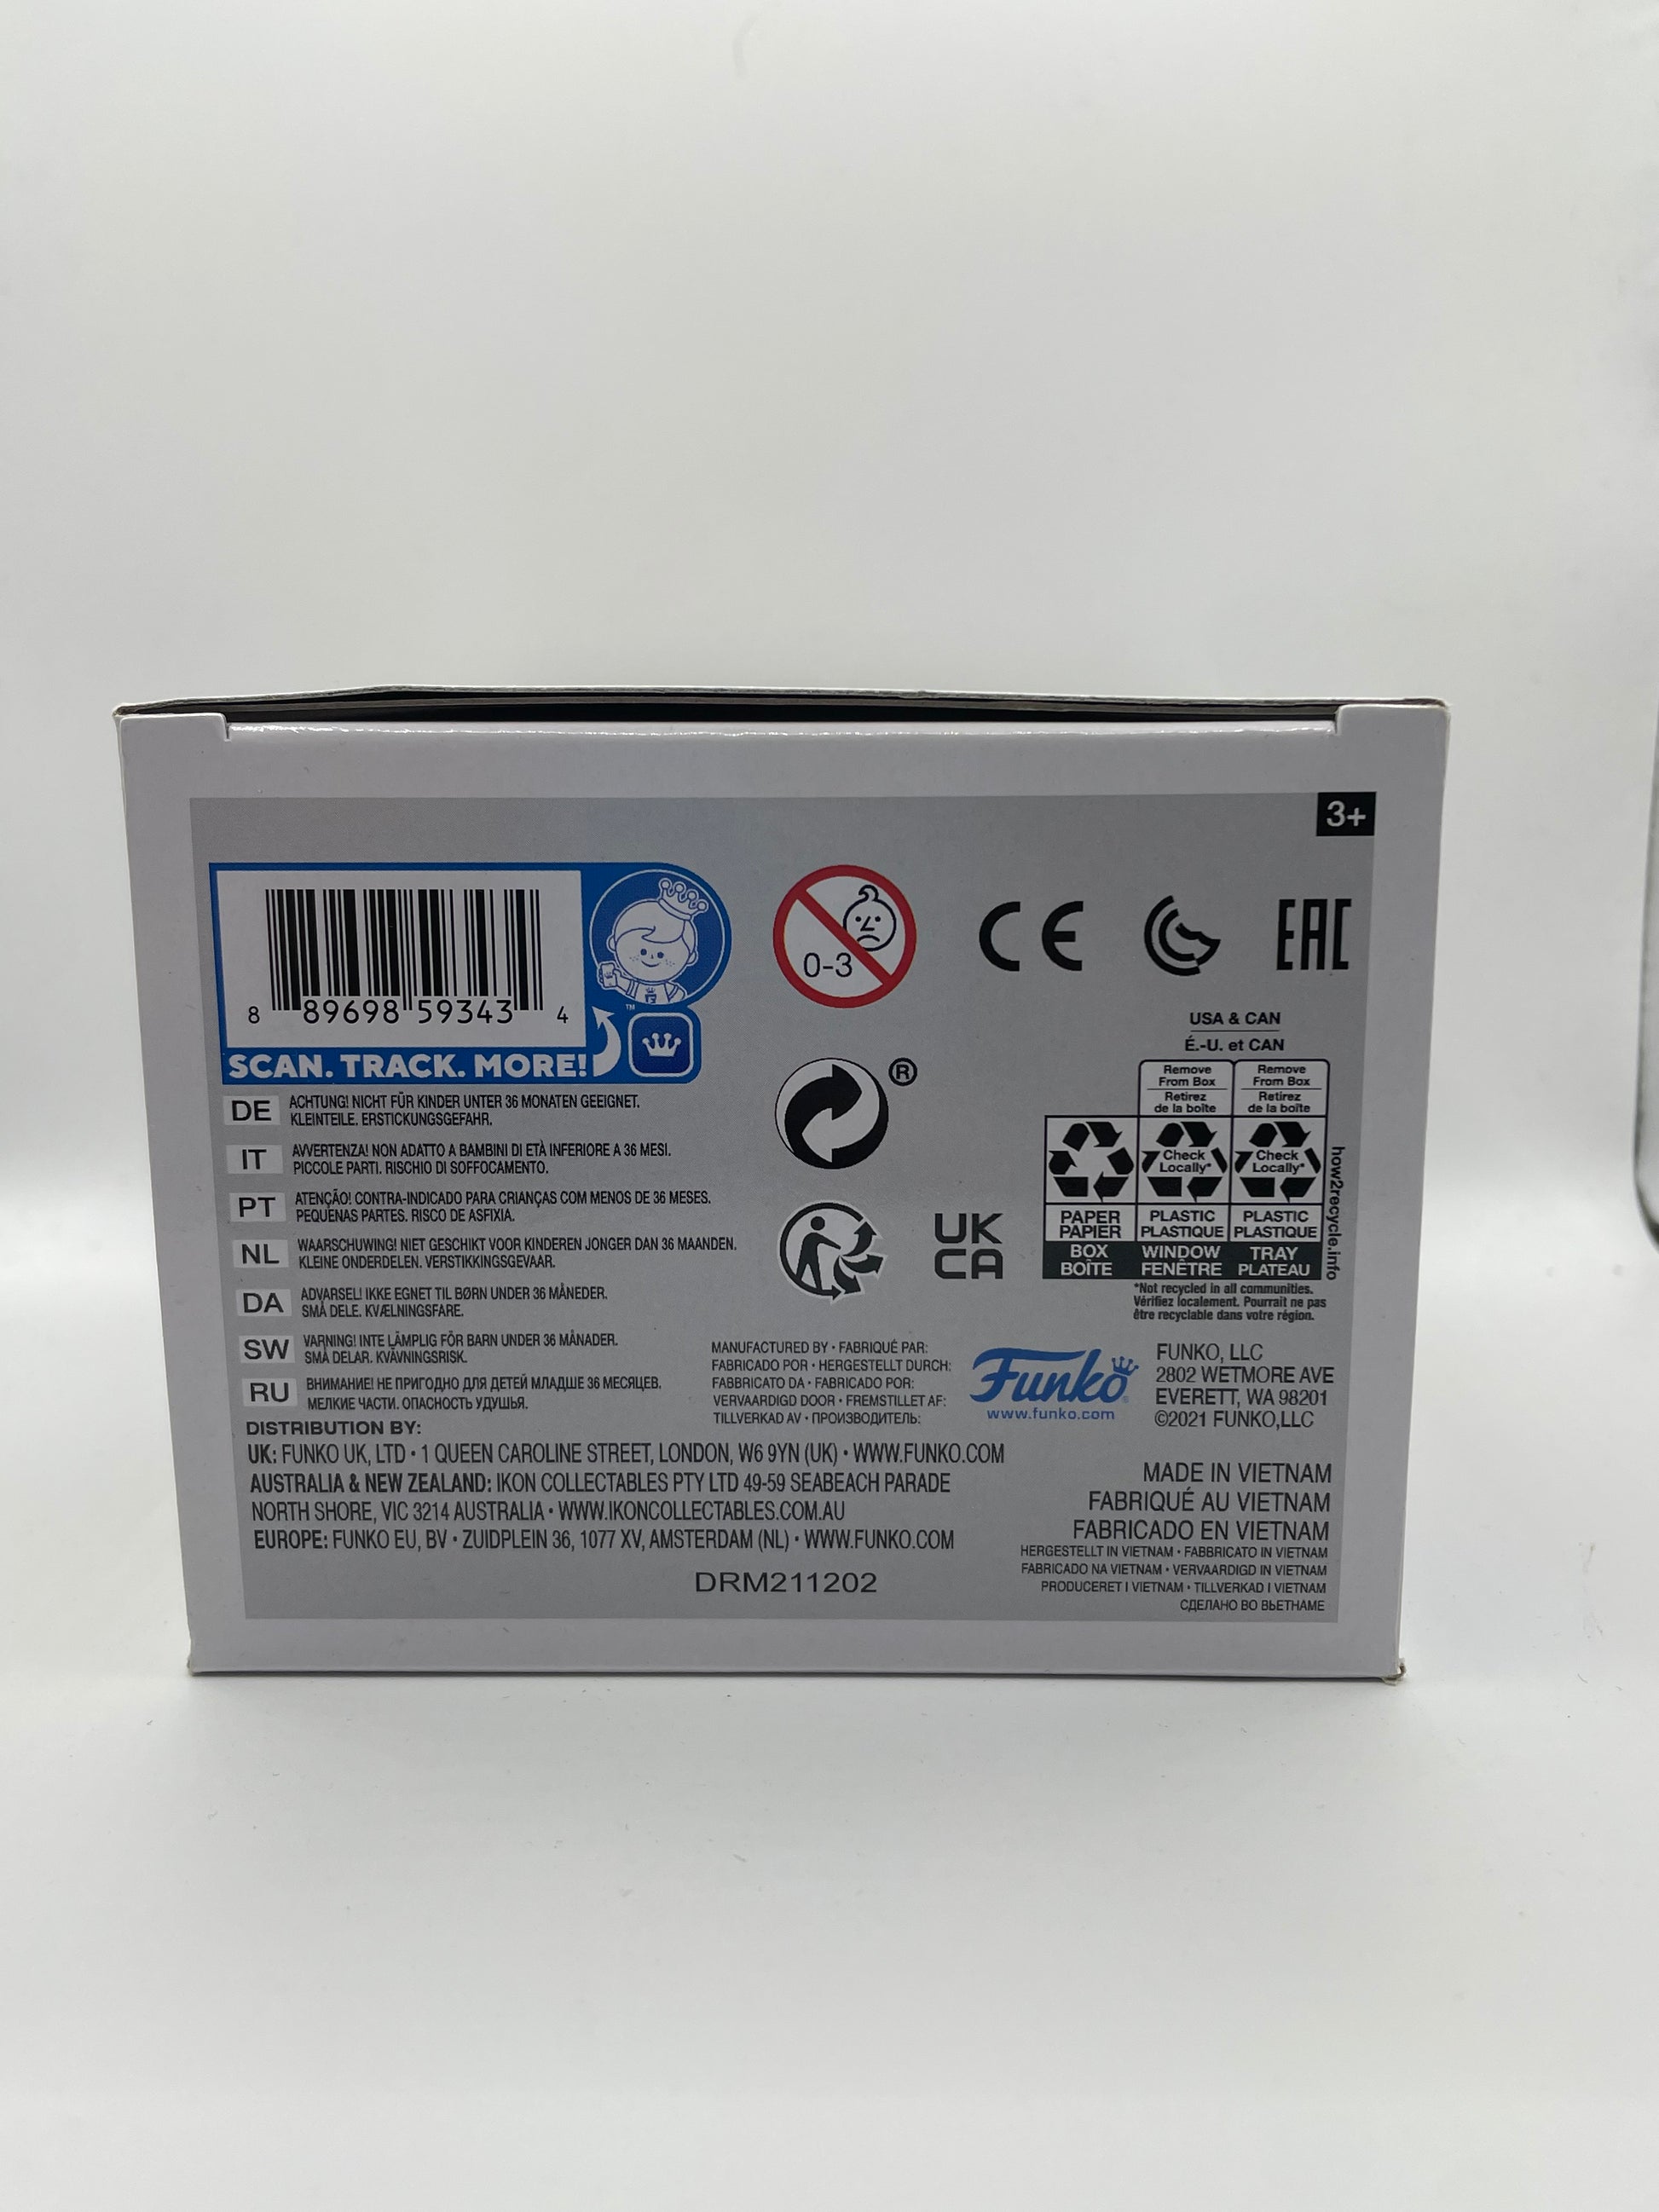 3+
8 89698 59343 4
™
SCAN. TRACK. MORE!
0-3
CE
EAC
USA & CAN
É.-U. et CAN
Remove
From Box
Retirez
de la boîte
Remove
From Box
Retirez
de la boîte
Check
Locally*
Check
Locally*
PAPER
PAPIER
PLASTIC
PLASTIQUE
PLASTIC
PLASTIQUE
BOX
BOÎTE
WINDOW
FENÊTRE
TRAY
PLATEAU
how2recycle.info
*Not recycled in all communities.
Vérifiez localement. Pourrait ne pas
être recyclable dans votre région.
®
UK
CA
DE ACHTUNG! NICHT FÜR KINDER UNTER 36 MONATEN GEEIGNET.
KLEINTEILE. ERSTICKUNGSGEFAHR.
IT AVVERTENZA! NON ADATTO A BAMBINI DI ETÀ INFERIORE A 36 MESI.
PICCOLE PARTI. RISCHIO DI SOFFOCAMENTO.
PT ATENÇÃO! CONTRA-INDICADO PARA CRIANÇAS COM MENOS DE 36 MESES.
PEQUENAS PARTES. RISCO DE ASFIXIA.
NL WAARSCHUWING! NIET GESCHIKT VOOR KINDEREN JONGER DAN 36 MAANDEN.
KLEINE ONDERDELEN. VERSTIKKINGSGEVAAR.
DA ADVARSEL! IKKE EGNET TIL BØRN UNDER 36 MÅNEDER.
SMÅ DELE. KVÆLNINGSFARE.
SW VARNING! INTE LÄMPLIG FÖR BARN UNDER 36 MÅNADER.
SMÅ DELAR. KVÄVNINGSRISK.
RU ВНИМАНИЕ! НЕ ПРИГОДНО ДЛЯ ДЕТЕЙ МЛАДШЕ 36 МЕСЯЦЕВ.
МЕЛКИЕ ЧАСТИ. ОПАСНОСТЬ УДУШЬЯ.
MANUFACTURED BY • FABRIQUÉ PAR:
FABRICADO POR • HERGESTELLT DURCH:
FABBRICATO DA • FABRICADO POR:
VERVAARDIGD DOOR • FREMSTILLET AF:
TILLVERKAD AV • ПРОИЗВОДИТЕЛЬ:
Funko®
www.funko.com
FUNKO, LLC
2802 WETMORE AVE
EVERETT, WA 98201
©2021 FUNKO,LLC
DISTRIBUTION BY:
UK: FUNKO UK, LTD • 1 QUEEN CAROLINE STREET, LONDON, W6 9YN (UK) • WWW.FUNKO.COM
AUSTRALIA & NEW ZEALAND: IKON COLLECTABLES PTY LTD 49-59 SEABEACH PARADE
NORTH SHORE, VIC 3214 AUSTRALIA • WWW.IKONCOLLECTABLES.COM.AU
EUROPE: FUNKO EU, BV • ZUIDPLEIN 36, 1077 XV, AMSTERDAM (NL) • WWW.FUNKO.COM
DRM211202
MADE IN VIETNAM
FABRIQUÉ AU VIETNAM
FABRICADO EN VIETNAM
HERGESTELLT IN VIETNAM • FABBRICATO IN VIETNAM
FABRICADO NA VIETNAM • VERVAARDIGD IN VIETNAM
PRODUCERET I VIETNAM • TILLVERKAD I VIETNAM
СДЕЛАНО ВО ВЬЕТНАМЕ